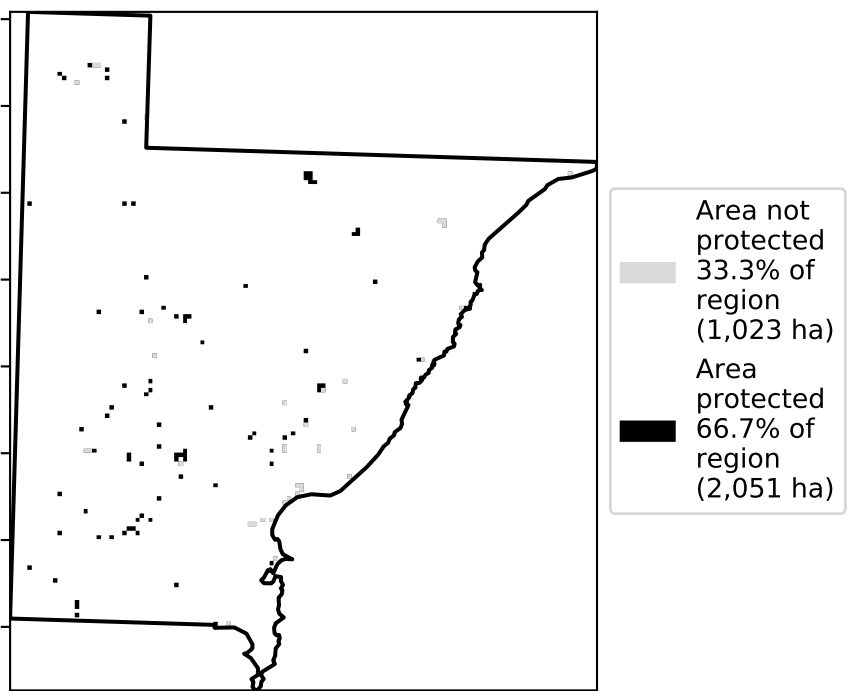 Area not
protected
33.3% of
region
(1,023 ha)
Area
protected
66.7% of
region
(2,051 ha)